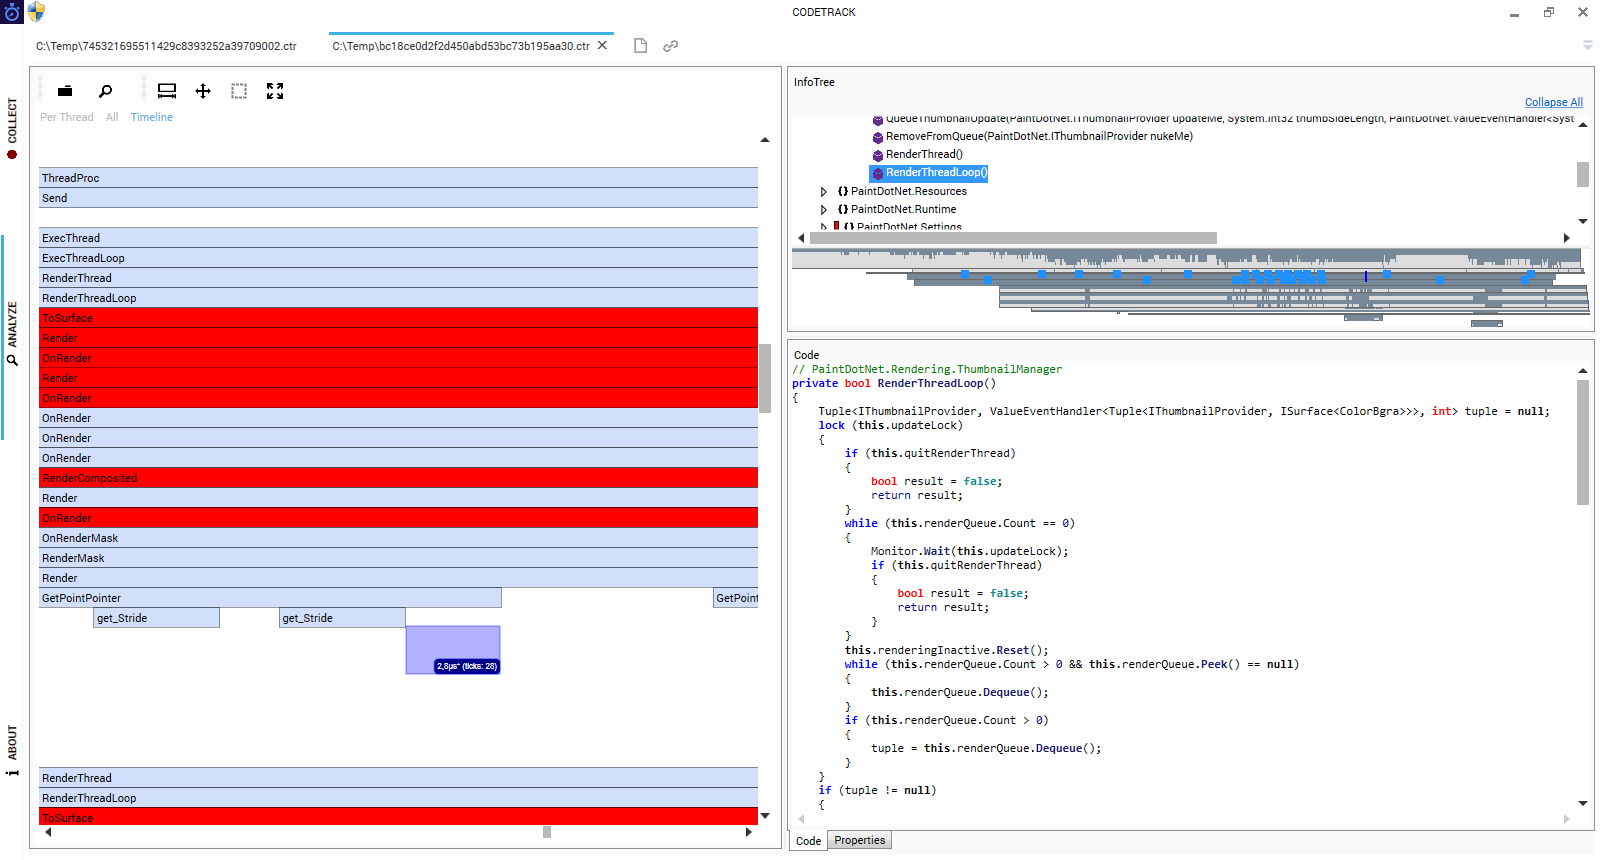 CODETRACK
C:\Temp\745321695511429c8393252a39709002.ctr
C:\Temp\bc18ce0d2f2d450abd53bc73b195aa30.ctr
COLLECT
ANALYZE
ABOUT
Per Thread All Timeline
ThreadProc
Send
ExecThread
ExecThreadLoop
RenderThread
RenderThreadLoop
ToSurface
Render
OnRender
Render
OnRender
OnRender
OnRender
OnRender
RenderComposited
Render
OnRender
OnRenderMask
RenderMask
Render
GetPointPointer GetPoint
get_Stride get_Stride
2,8µs* (ticks: 28)
RenderThread
RenderThreadLoop
ToSurface
InfoTree
Collapse All
QueueThumbnailUpdate(PaintDotNet.IThumbnailProvider updateMe, System.Int32 thumbSideLength, PaintDotNet.ValueEventHandler<Syst
RemoveFromQueue(PaintDotNet.IThumbnailProvider nukeMe)
RenderThread()
RenderThreadLoop()
{} PaintDotNet.Resources
{} PaintDotNet.Runtime
{} PaintDotNet.Settings
Code
// PaintDotNet.Rendering.ThumbnailManager
private bool RenderThreadLoop()
{
Tuple<IThumbnailProvider, ValueEventHandler<Tuple<IThumbnailProvider, ISurface<ColorBgra>>>, int> tuple = null;
lock (this.updateLock)
{
if (this.quitRenderThread)
{
bool result = false;
return result;
}
while (this.renderQueue.Count == 0)
{
Monitor.Wait(this.updateLock);
if (this.quitRenderThread)
{
bool result = false;
return result;
}
}
this.renderingInactive.Reset();
while (this.renderQueue.Count > 0 && this.renderQueue.Peek() == null)
{
this.renderQueue.Dequeue();
}
if (this.renderQueue.Count > 0)
{
tuple = this.renderQueue.Dequeue();
}
}
if (tuple != null)
{
Code Properties